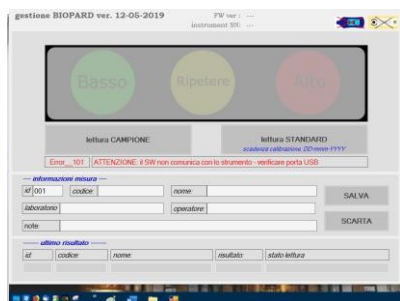 gestione BIOPARD ver. 12-05-2019
FW ver : ---
instrument SN: ---
Basso Ripetere Alto
lettura CAMPIONE
lettura STANDARD
scadenza calibrazione: DD-mmm-YYYY
Error__101 ATTENZIONE: il SW non comunica con lo strumento - verificare porta USB
--- informazioni misura ---
id 001 codice: nome:
SALVA
laboratorio operatore:
note
SCARTA
---- ultimo risultato ----
id codice: nome: risultato: stato lettura